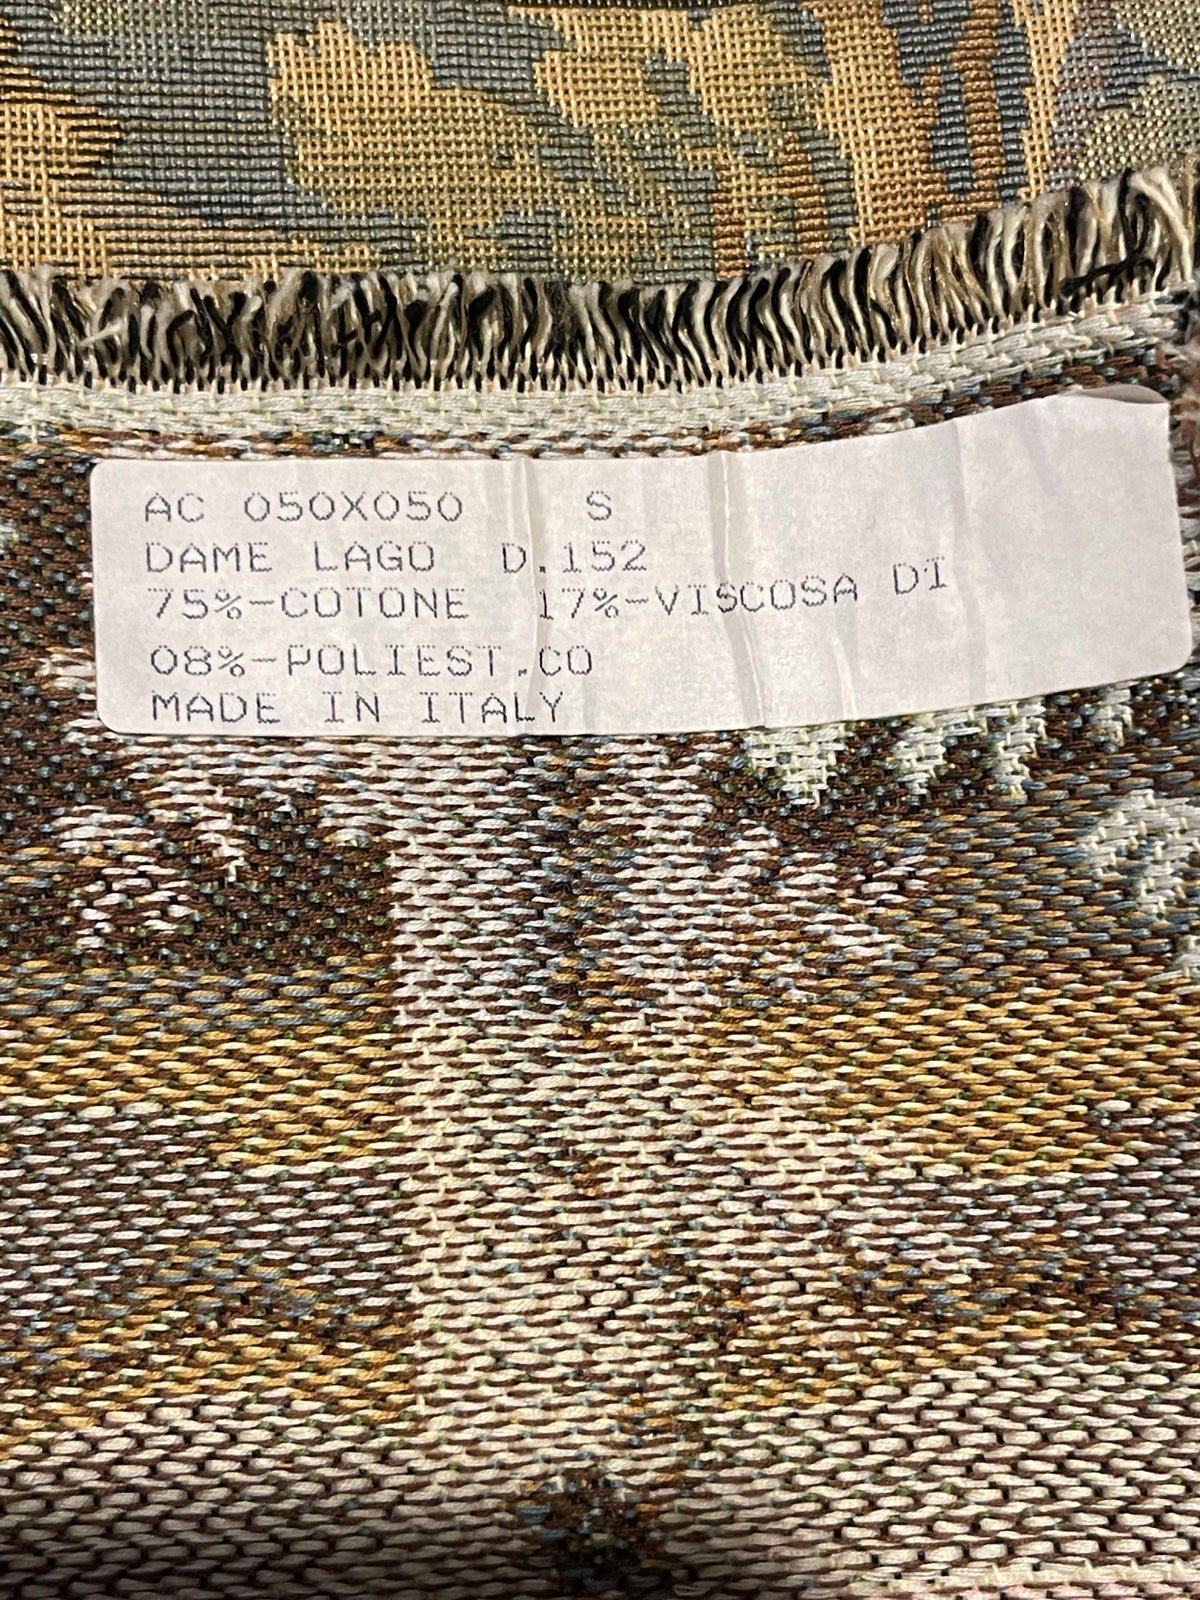 AC 050X050 S
DAME LAGO D.152
75%-COTONE 17%-VISCOSA DI
08%-POLIEST.CO
MADE IN ITALY